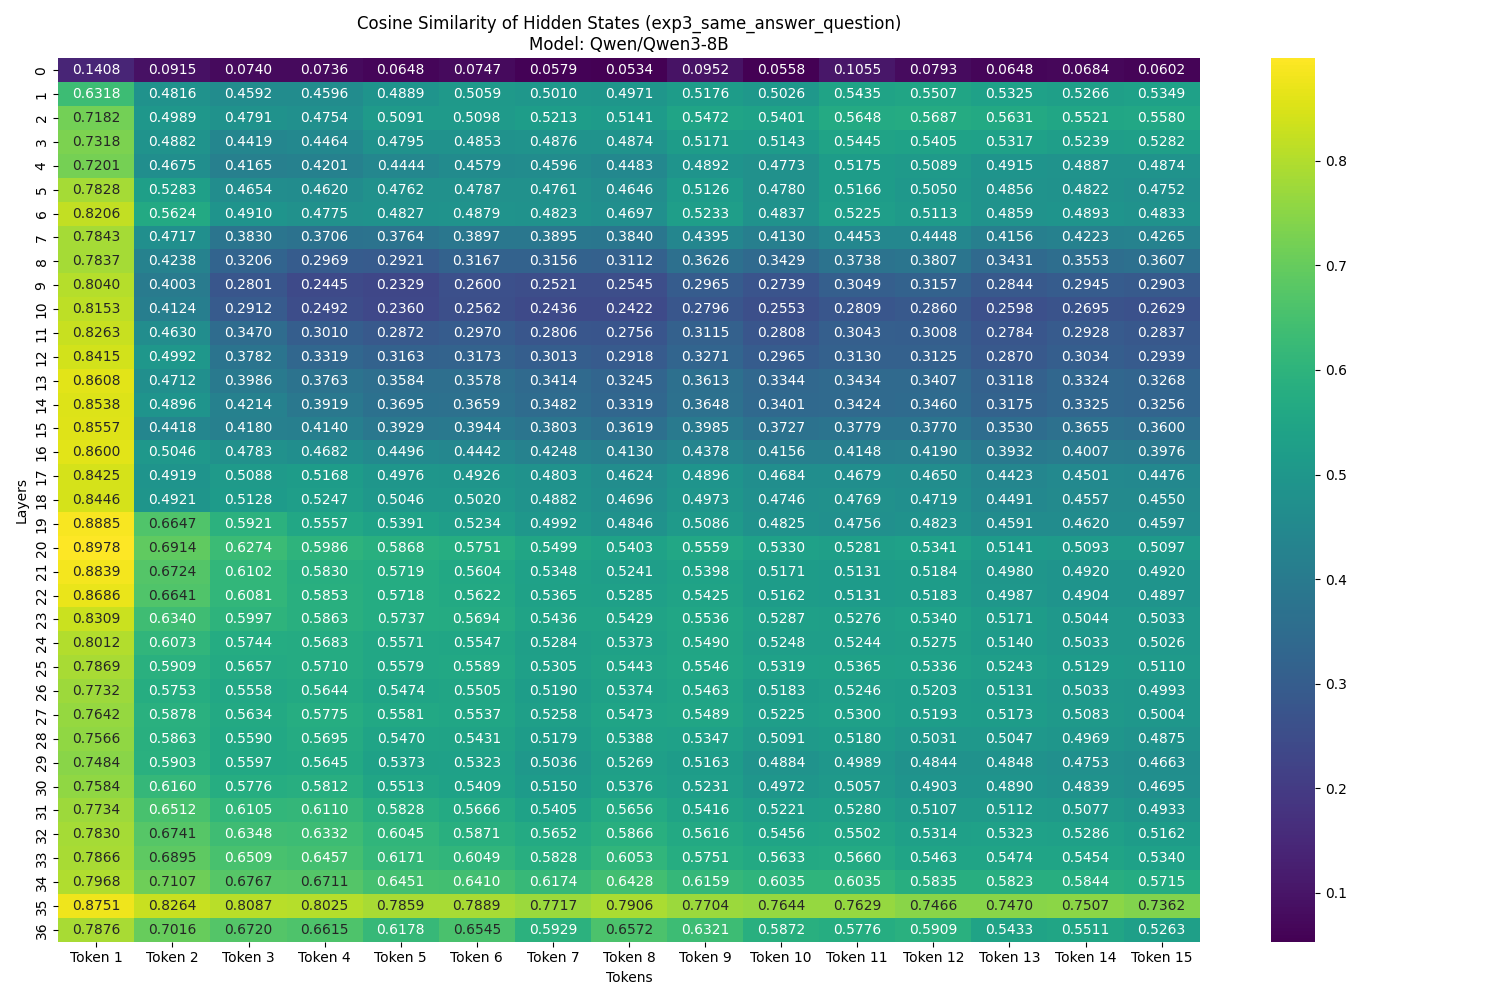 Cosine Similarity of Hidden States (exp3_same_answer_question)
Model: Qwen/Qwen3-8B
Layers
0 0.1408 0.0915 0.0740 0.0736 0.0648 0.0747 0.0579 0.0534 0.0952 0.0558 0.1055 0.0793 0.0648 0.0684 0.0602
1 0.6318 0.4816 0.4592 0.4596 0.4889 0.5059 0.5010 0.4971 0.5176 0.5026 0.5435 0.5507 0.5325 0.5266 0.5349
2 0.7182 0.4989 0.4791 0.4754 0.5091 0.5098 0.5213 0.5141 0.5472 0.5401 0.5648 0.5687 0.5631 0.5521 0.5580
3 0.7318 0.4882 0.4419 0.4464 0.4795 0.4853 0.4876 0.4874 0.5171 0.5143 0.5445 0.5405 0.5317 0.5239 0.5282
4 0.7201 0.4675 0.4165 0.4201 0.4444 0.4579 0.4596 0.4483 0.4892 0.4773 0.5175 0.5089 0.4915 0.4887 0.4874
5 0.7828 0.5283 0.4654 0.4620 0.4762 0.4787 0.4761 0.4646 0.5126 0.4780 0.5166 0.5050 0.4856 0.4822 0.4752
6 0.8206 0.5624 0.4910 0.4775 0.4827 0.4879 0.4823 0.4697 0.5233 0.4837 0.5225 0.5113 0.4859 0.4893 0.4833
7 0.7843 0.4717 0.3830 0.3706 0.3764 0.3897 0.3895 0.3840 0.4395 0.4130 0.4453 0.4448 0.4156 0.4223 0.4265
8 0.7837 0.4238 0.3206 0.2969 0.2921 0.3167 0.3156 0.3112 0.3626 0.3429 0.3738 0.3807 0.3431 0.3553 0.3607
9 0.8040 0.4003 0.2801 0.2445 0.2329 0.2600 0.2521 0.2545 0.2965 0.2739 0.3049 0.3157 0.2844 0.2945 0.2903
10 0.8153 0.4124 0.2912 0.2492 0.2360 0.2562 0.2436 0.2422 0.2796 0.2553 0.2809 0.2860 0.2598 0.2695 0.2629
11 0.8263 0.4630 0.3470 0.3010 0.2872 0.2970 0.2806 0.2756 0.3115 0.2808 0.3043 0.3008 0.2784 0.2928 0.2837
12 0.8415 0.4992 0.3782 0.3319 0.3163 0.3173 0.3013 0.2918 0.3271 0.2965 0.3130 0.3125 0.2870 0.3034 0.2939
13 0.8608 0.4712 0.3986 0.3763 0.3584 0.3578 0.3414 0.3245 0.3613 0.3344 0.3434 0.3407 0.3118 0.3324 0.3268
14 0.8538 0.4896 0.4214 0.3919 0.3695 0.3659 0.3482 0.3319 0.3648 0.3401 0.3424 0.3460 0.3175 0.3325 0.3256
15 0.8557 0.4418 0.4180 0.4140 0.3929 0.3944 0.3803 0.3619 0.3985 0.3727 0.3779 0.3770 0.3530 0.3655 0.3600
16 0.8600 0.5046 0.4783 0.4682 0.4496 0.4442 0.4248 0.4130 0.4378 0.4156 0.4148 0.4190 0.3932 0.4007 0.3976
17 0.8425 0.4919 0.5088 0.5168 0.4976 0.4926 0.4803 0.4624 0.4896 0.4684 0.4679 0.4650 0.4423 0.4501 0.4476
18 0.8446 0.4921 0.5128 0.5247 0.5046 0.5020 0.4882 0.4696 0.4973 0.4746 0.4769 0.4719 0.4491 0.4557 0.4550
19 0.8885 0.6647 0.5921 0.5557 0.5391 0.5234 0.4992 0.4846 0.5086 0.4825 0.4756 0.4823 0.4591 0.4620 0.4597
20 0.8978 0.6914 0.6274 0.5986 0.5868 0.5751 0.5499 0.5403 0.5559 0.5330 0.5281 0.5341 0.5141 0.5093 0.5097
21 0.8839 0.6724 0.6102 0.5830 0.5719 0.5604 0.5348 0.5241 0.5398 0.5171 0.5131 0.5184 0.4980 0.4920 0.4920
22 0.8686 0.6641 0.6081 0.5853 0.5718 0.5622 0.5365 0.5285 0.5425 0.5162 0.5131 0.5183 0.4987 0.4904 0.4897
23 0.8309 0.6340 0.5997 0.5863 0.5737 0.5694 0.5436 0.5429 0.5536 0.5287 0.5276 0.5340 0.5171 0.5044 0.5033
24 0.8012 0.6073 0.5744 0.5683 0.5571 0.5547 0.5284 0.5373 0.5490 0.5248 0.5244 0.5275 0.5140 0.5033 0.5026
25 0.7869 0.5909 0.5657 0.5710 0.5579 0.5589 0.5305 0.5443 0.5546 0.5319 0.5365 0.5336 0.5243 0.5129 0.5110
26 0.7732 0.5753 0.5558 0.5644 0.5474 0.5505 0.5190 0.5374 0.5463 0.5183 0.5246 0.5203 0.5131 0.5033 0.4993
27 0.7642 0.5878 0.5634 0.5775 0.5581 0.5537 0.5258 0.5473 0.5489 0.5225 0.5300 0.5193 0.5173 0.5083 0.5004
28 0.7566 0.5863 0.5590 0.5695 0.5470 0.5431 0.5179 0.5388 0.5347 0.5091 0.5180 0.5031 0.5047 0.4969 0.4875
29 0.7484 0.5903 0.5597 0.5645 0.5373 0.5323 0.5036 0.5269 0.5163 0.4884 0.4989 0.4844 0.4848 0.4753 0.4663
30 0.7584 0.6160 0.5776 0.5812 0.5513 0.5409 0.5150 0.5376 0.5231 0.4972 0.5057 0.4903 0.4890 0.4839 0.4695
31 0.7734 0.6512 0.6105 0.6110 0.5828 0.5666 0.5405 0.5656 0.5416 0.5221 0.5280 0.5107 0.5112 0.5077 0.4933
32 0.7830 0.6741 0.6348 0.6332 0.6045 0.5871 0.5652 0.5866 0.5616 0.5456 0.5502 0.5314 0.5323 0.5286 0.5162
33 0.7866 0.6895 0.6509 0.6457 0.6171 0.6049 0.5828 0.6053 0.5751 0.5633 0.5660 0.5463 0.5474 0.5454 0.5340
34 0.7968 0.7107 0.6767 0.6711 0.6451 0.6410 0.6174 0.6428 0.6159 0.6035 0.6035 0.5835 0.5823 0.5844 0.5715
35 0.8751 0.8264 0.8087 0.8025 0.7859 0.7889 0.7717 0.7906 0.7704 0.7644 0.7629 0.7466 0.7470 0.7507 0.7362
36 0.7876 0.7016 0.6720 0.6615 0.6178 0.6545 0.5929 0.6572 0.6321 0.5872 0.5776 0.5909 0.5433 0.5511 0.5263
Token 1 Token 2 Token 3 Token 4 Token 5 Token 6 Token 7 Token 8 Token 9 Token 10 Token 11 Token 12 Token 13 Token 14 Token 15
Tokens
0.8
0.7
0.6
0.5
0.4
0.3
0.2
0.1